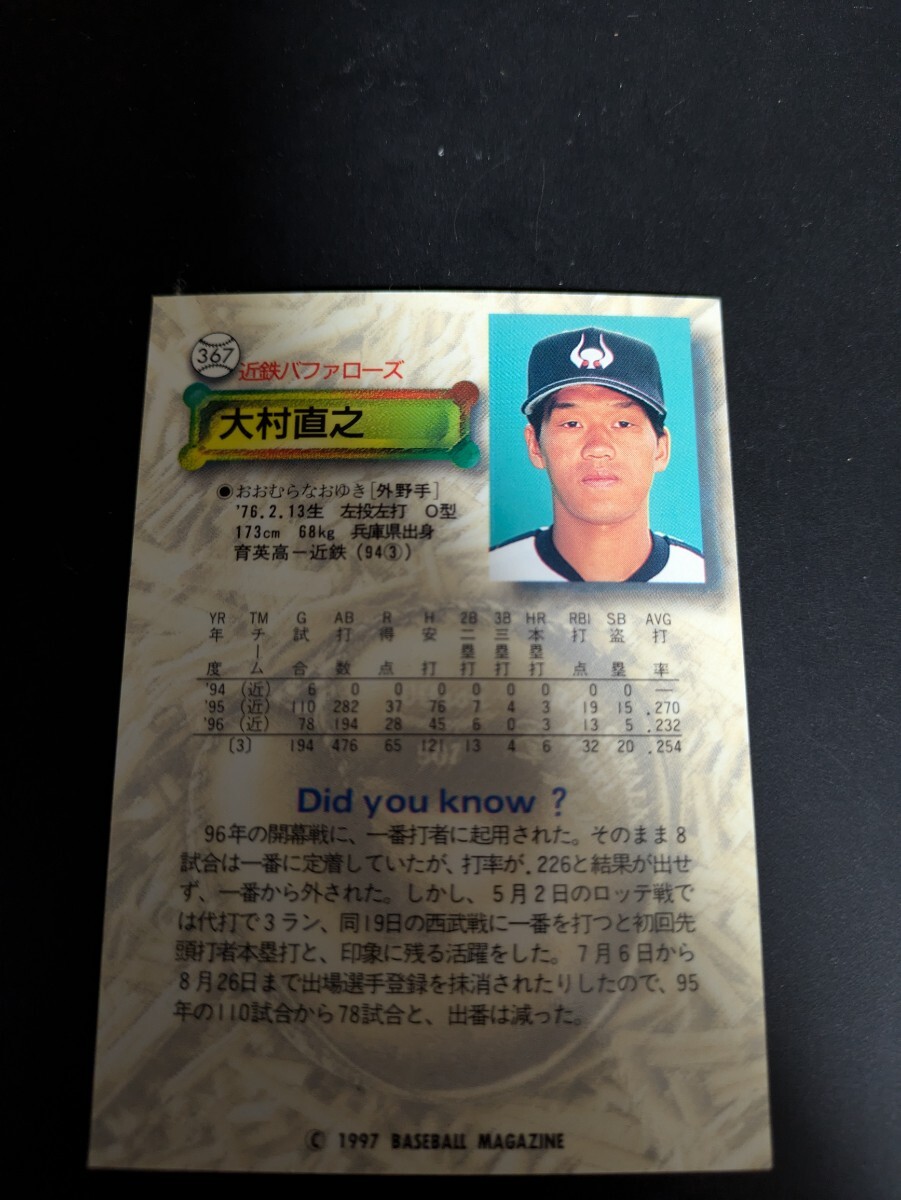 367
近鉄バファローズ
大村直之
●おおむらなおゆき[外野手]
'76.2.13生 左投左打 O型
173cm 68kg 兵庫県出身
育英高ー近鉄(94③)
YR TM G AB R H 2B 3B HR RBI SB AVG
年度 チーム 試合 打数 得点 安打 二塁打 三塁打 本塁打 打点 盗塁 打率
'94 (近) 6 0 0 0 0 0 0 0 0 —
'95 (近) 110 282 37 76 7 4 3 19 15 .270
'96 (近) 78 194 28 45 6 0 3 13 5 .232
[3] 194 476 65 121 13 4 6 32 20 .254
Did you know ?
96年の開幕戦に、一番打者に起用された。そのまま8
試合は一番に定着していたが、打率が.226と結果が出せ
ず、一番から外された。しかし、5月2日のロッテ戦で
は代打で3ラン、同19日の西武戦に一番を打つと初回先
頭打者本塁打と、印象に残る活躍をした。7月6日から
8月26日まで出場選手登録を抹消されたりしたので、95
年の110試合から78試合と、出番は減った。
© 1997 BASEBALL MAGAZINE